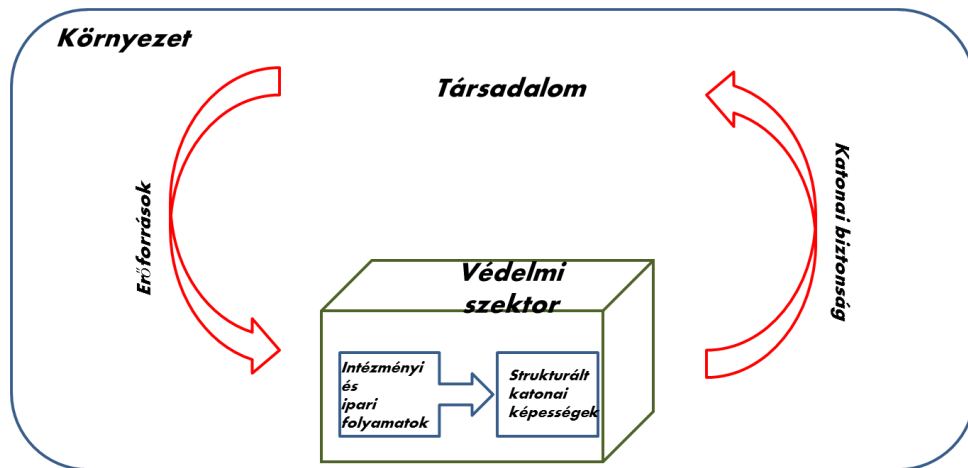 Környezet
Társadalom
Erőforrások
Katonai biztonság
Védelmi
szektor
Intézményi
és
ipari
folyamatok
Strukturált
katonai
képességek